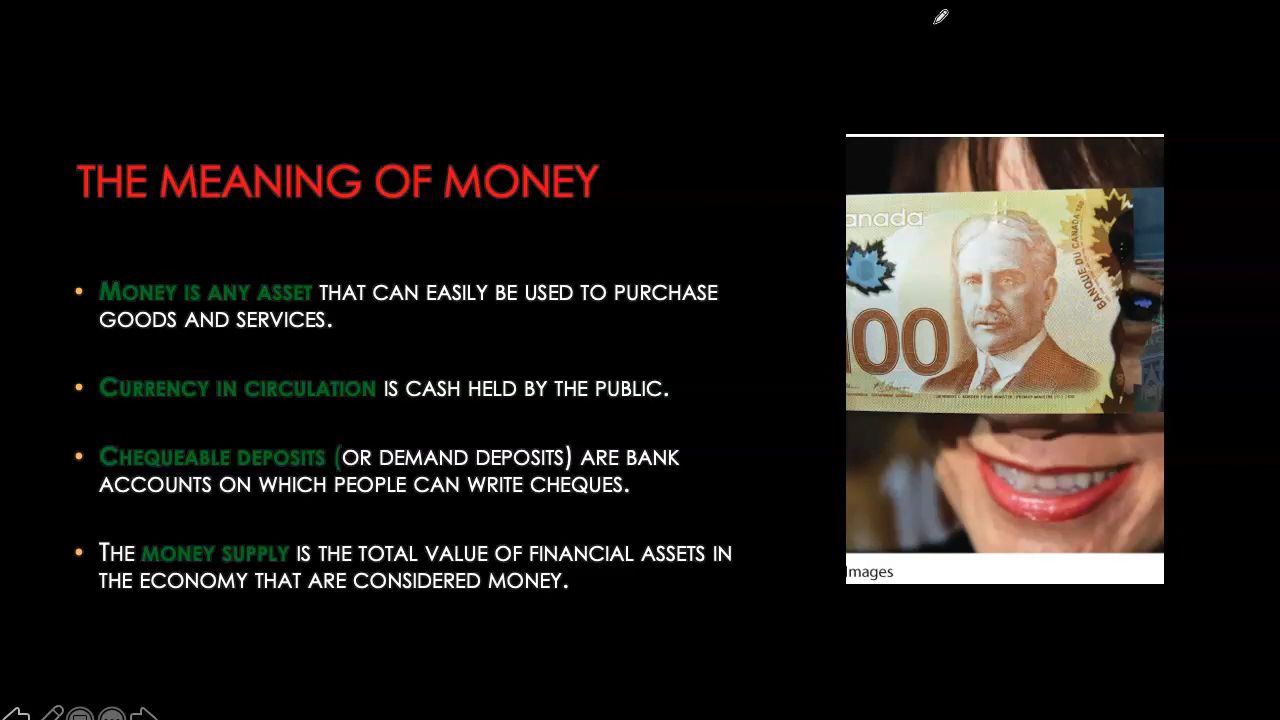 THE MEANING OF MONEY
• MONEY IS ANY ASSET THAT CAN EASILY BE USED TO PURCHASE
GOODS AND SERVICES.
• CURRENCY IN CIRCULATION IS CASH HELD BY THE PUBLIC.
• CHEQUEABLE DEPOSITS (OR DEMAND DEPOSITS) ARE BANK
ACCOUNTS ON WHICH PEOPLE CAN WRITE CHEQUES.
• THE MONEY SUPPLY IS THE TOTAL VALUE OF FINANCIAL ASSETS IN
THE ECONOMY THAT ARE CONSIDERED MONEY.
anada
BANQUE DU CANADA
100
Images